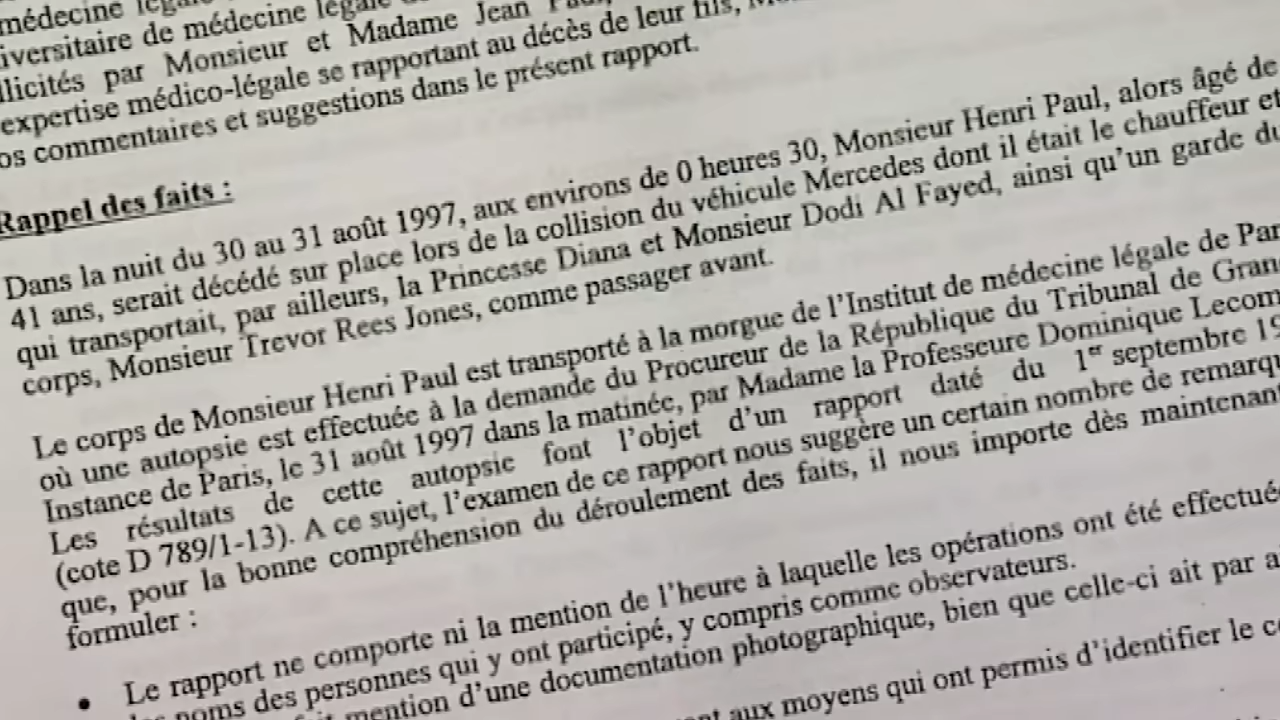 médecine légale
iversitaire de médecine légale
llicités par Monsieur et Madame Jean Paul,
expertise médico-légale se rapportant au décès de leur fils,
os commentaires et suggestions dans le présent rapport.
Rappel des faits :
Dans la nuit du 30 au 31 août 1997, aux environs de 0 heures 30, Monsieur Henri Paul, alors âgé de
41 ans, serait décédé sur place lors de la collision du véhicule Mercedes dont il était le chauffeur et
qui transportait, par ailleurs, la Princesse Diana et Monsieur Dodi Al Fayed, ainsi qu'un garde du
corps, Monsieur Trevor Rees Jones, comme passager avant.
Le corps de Monsieur Henri Paul est transporté à la morgue de l'Institut de médecine légale de Par
où une autopsie est effectuée à la demande du Procureur de la République du Tribunal de Gran
Instance de Paris, le 31 août 1997 dans la matinée, par Madame la Professeure Dominique Lecom
Les résultats de cette autopsie font l'objet d'un rapport daté du 1er septembre 19
(cote D 789/1-13). A ce sujet, l'examen de ce rapport nous suggère un certain nombre de remarqu
que, pour la bonne compréhension du déroulement des faits, il nous importe dès maintenant
formuler :
• Le rapport ne comporte ni la mention de l'heure à laquelle les opérations ont été effectuée
les noms des personnes qui y ont participé, y compris comme observateurs.
fait mention d'une documentation photographique, bien que celle-ci ait par a
aux moyens qui ont permis d'identifier le co